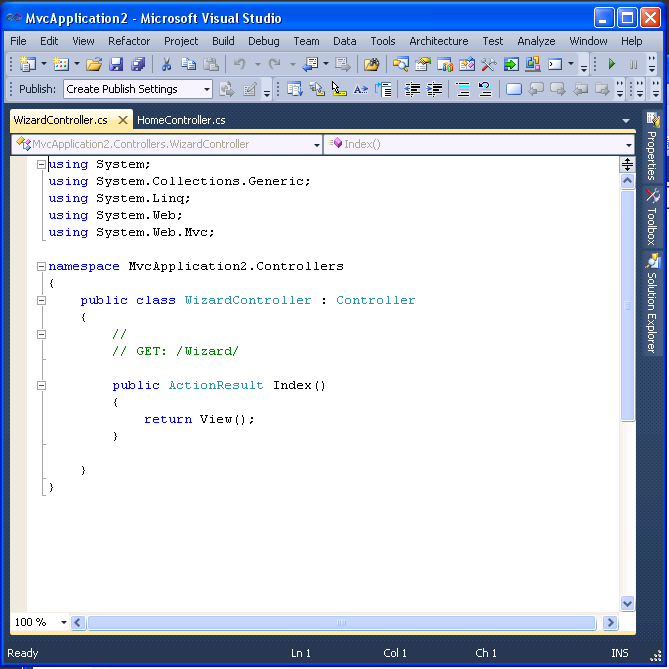 MvcApplication2 - Microsoft Visual Studio
File Edit View Refactor Project Build Debug Team Data Tools Architecture Test Analyze Window Help
Publish: Create Publish Settings
WizardController.cs HomeController.cs
MvcApplication2.Controllers.WizardController Index()
using System;
using System.Collections.Generic;
using System.Linq;
using System.Web;
using System.Web.Mvc;
namespace MvcApplication2.Controllers
{
public class WizardController : Controller
{
//
// GET: /Wizard/
public ActionResult Index()
{
return View();
}
}
}
Properties
Toolbox
Solution Explorer
100 %
Ready Ln 1 Col 1 Ch 1 INS